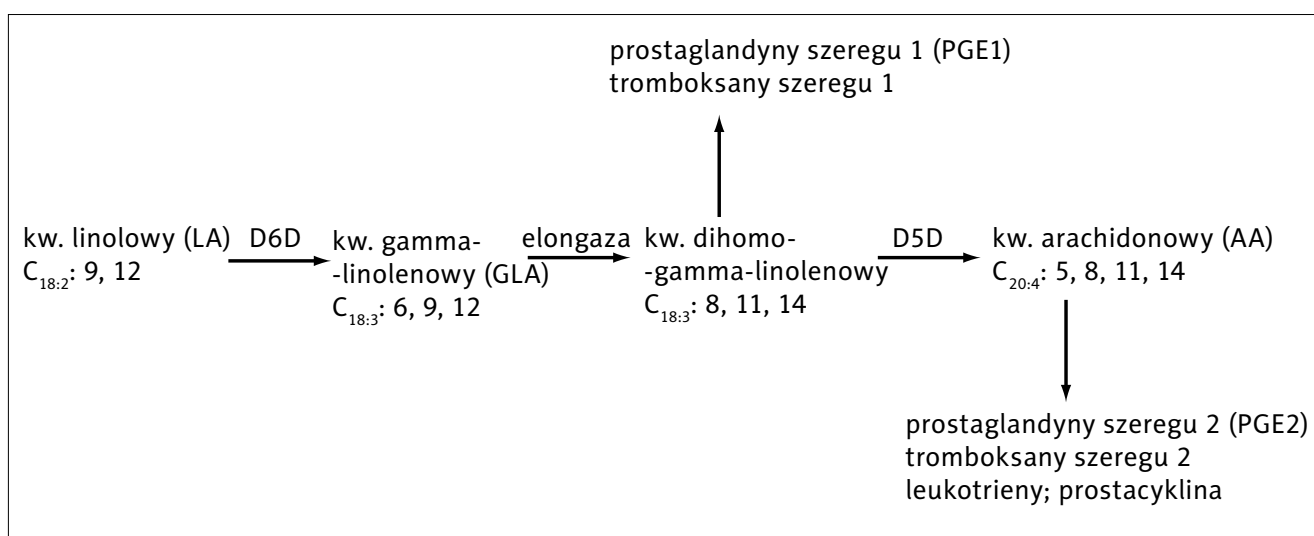 prostaglandyny szeregu 1 (PGE1)
tromboksany szeregu 1
kw. linolowy (LA)
C18:2: 9, 12
D6D
kw. gamma-
-linolenowy (GLA)
C18:3: 6, 9, 12
elongaza
kw. dihomo-
-gamma-linolenowy
C18:3: 8, 11, 14
D5D
kw. arachidonowy (AA)
C20:4: 5, 8, 11, 14
prostaglandyny szeregu 2 (PGE2)
tromboksany szeregu 2
leukotrieny; prostacyklina